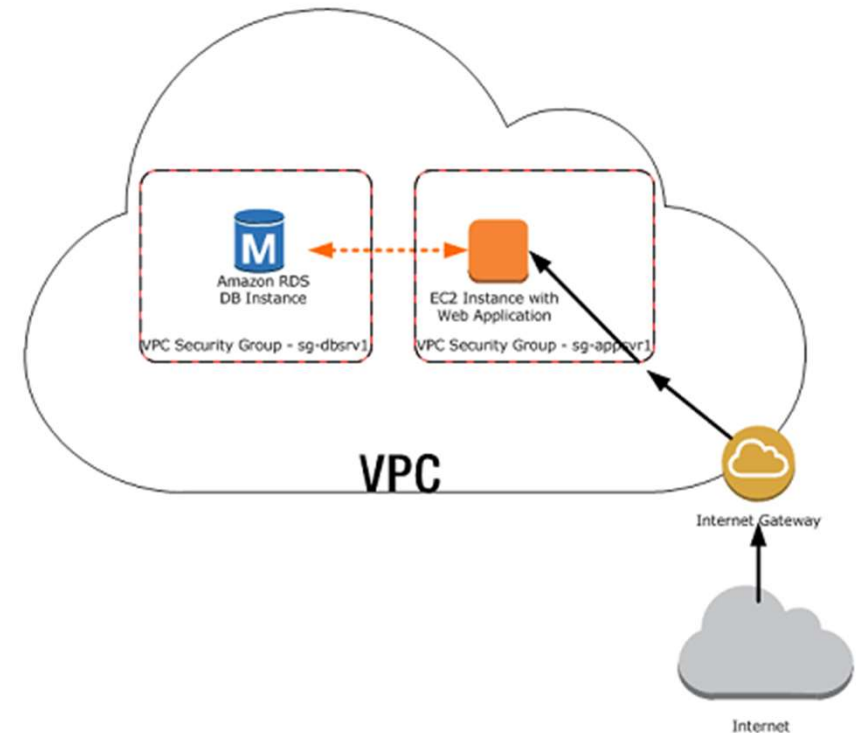 M
Amazon RDS
DB Instance
EC2 Instance with
Web Application
VPC Security Group - sg-dbsrv1
VPC Security Group - sg-appsvr1
VPC
Internet Gateway
Internet